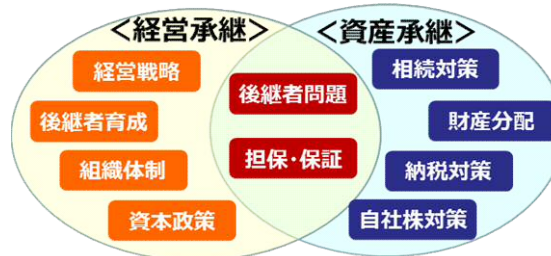 <経営承継>
<資産承継>
経営戦略
後継者育成
組織体制
資本政策
後継者問題
担保・保証
相続対策
財産分配
納税対策
自社株対策